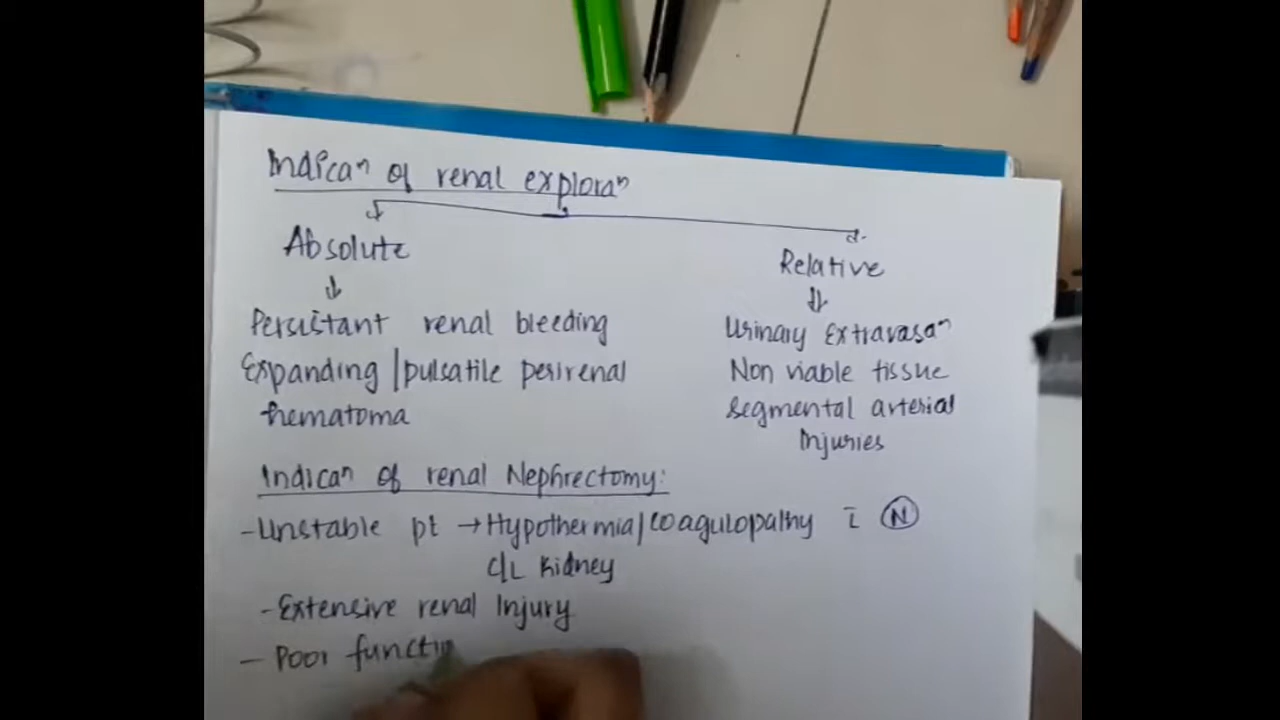 Indicaⁿ of renal exploraⁿ
Absolute
Relative
Persistant renal bleeding
Expanding/pulsatile perirenal
hematoma
Urinary Extravasaⁿ
Non viable tissue
segmental arterial
Injuries
Indicaⁿ of renal Nephrectomy:
-Unstable pt → Hypothermia/coagulopathy c̄ N
C/L Kidney
-Extensive renal Injury
- Poor functi